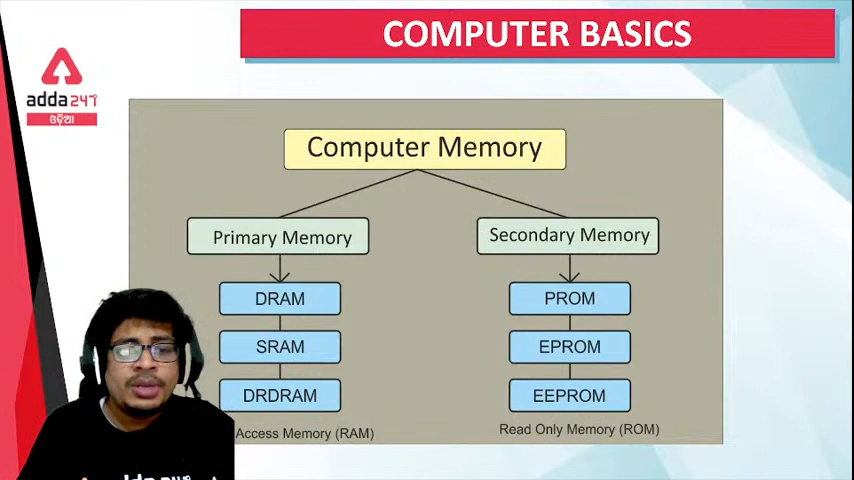 COMPUTER BASICS
adda247
ଓଡ଼ିଆ
Computer Memory
Primary Memory
Secondary Memory
DRAM
PROM
SRAM
EPROM
DRDRAM
EEPROM
Access Memory (RAM)
Read Only Memory (ROM)
adda